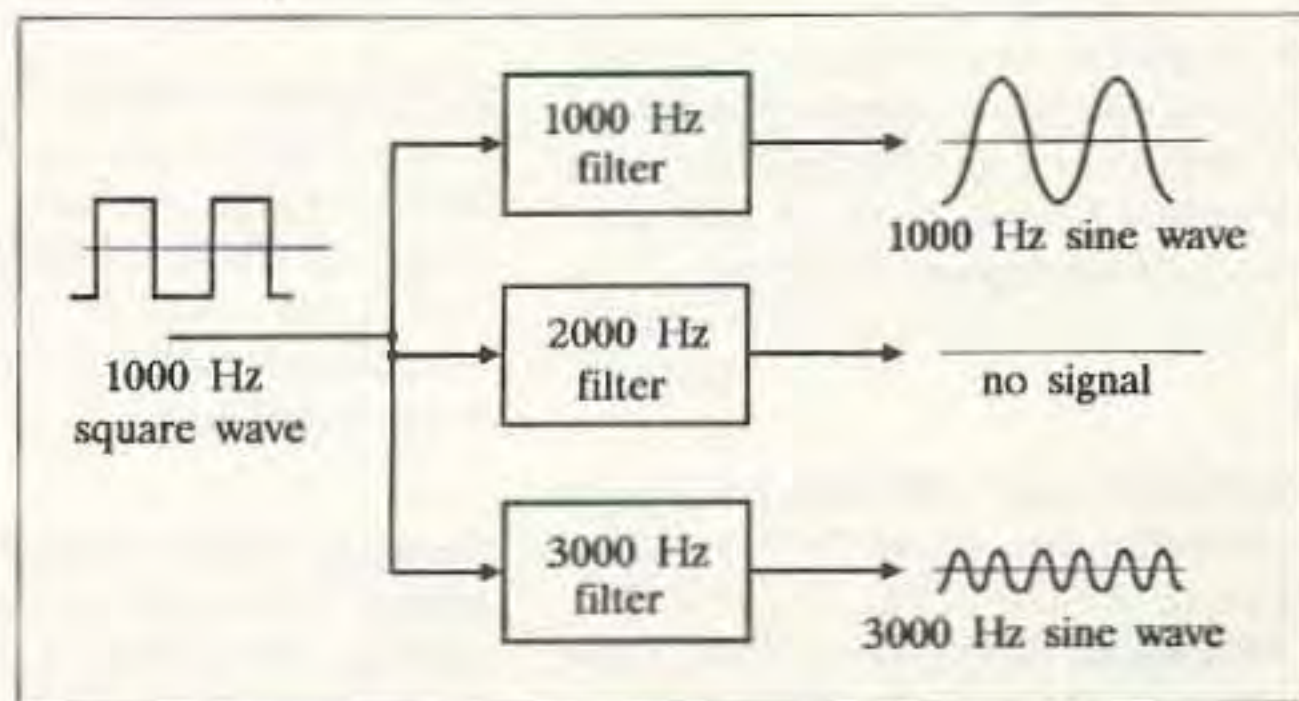 1000 Hz
square wave
1000 Hz
filter
1000 Hz sine wave
2000 Hz
filter
no signal
3000 Hz
filter
3000 Hz sine wave